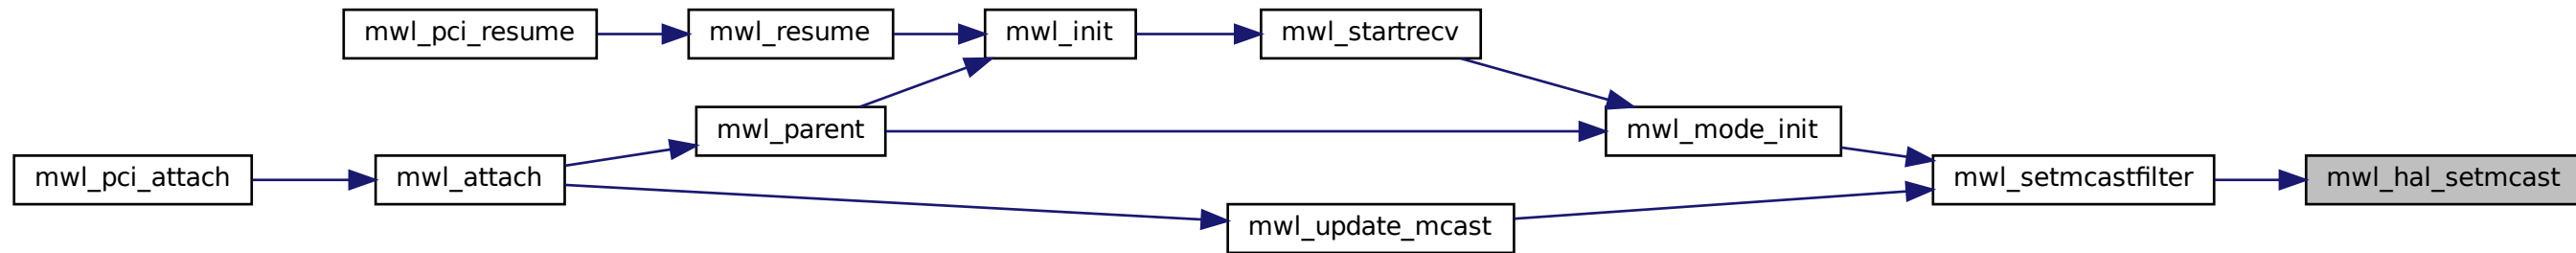 mwl_pci_resume
mwl_resume
mwl_init
mwl_startrecv
mwl_parent
mwl_mode_init
mwl_pci_attach
mwl_attach
mwl_setmcastfilter
mwl_hal_setmcast
mwl_update_mcast